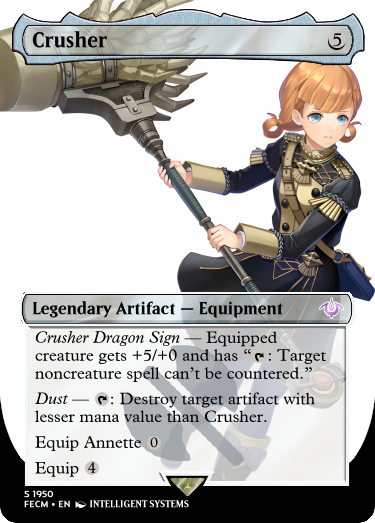 Crusher 5
Legendary Artifact — Equipment
Crusher Dragon Sign — Equipped
creature gets +5/+0 and has “: Target
noncreature spell can’t be countered.”
Dust — : Destroy target artifact with
lesser mana value than Crusher.
Equip Annette 0
Equip 4
S 1950
FECM • EN INTELLIGENT SYSTEMS